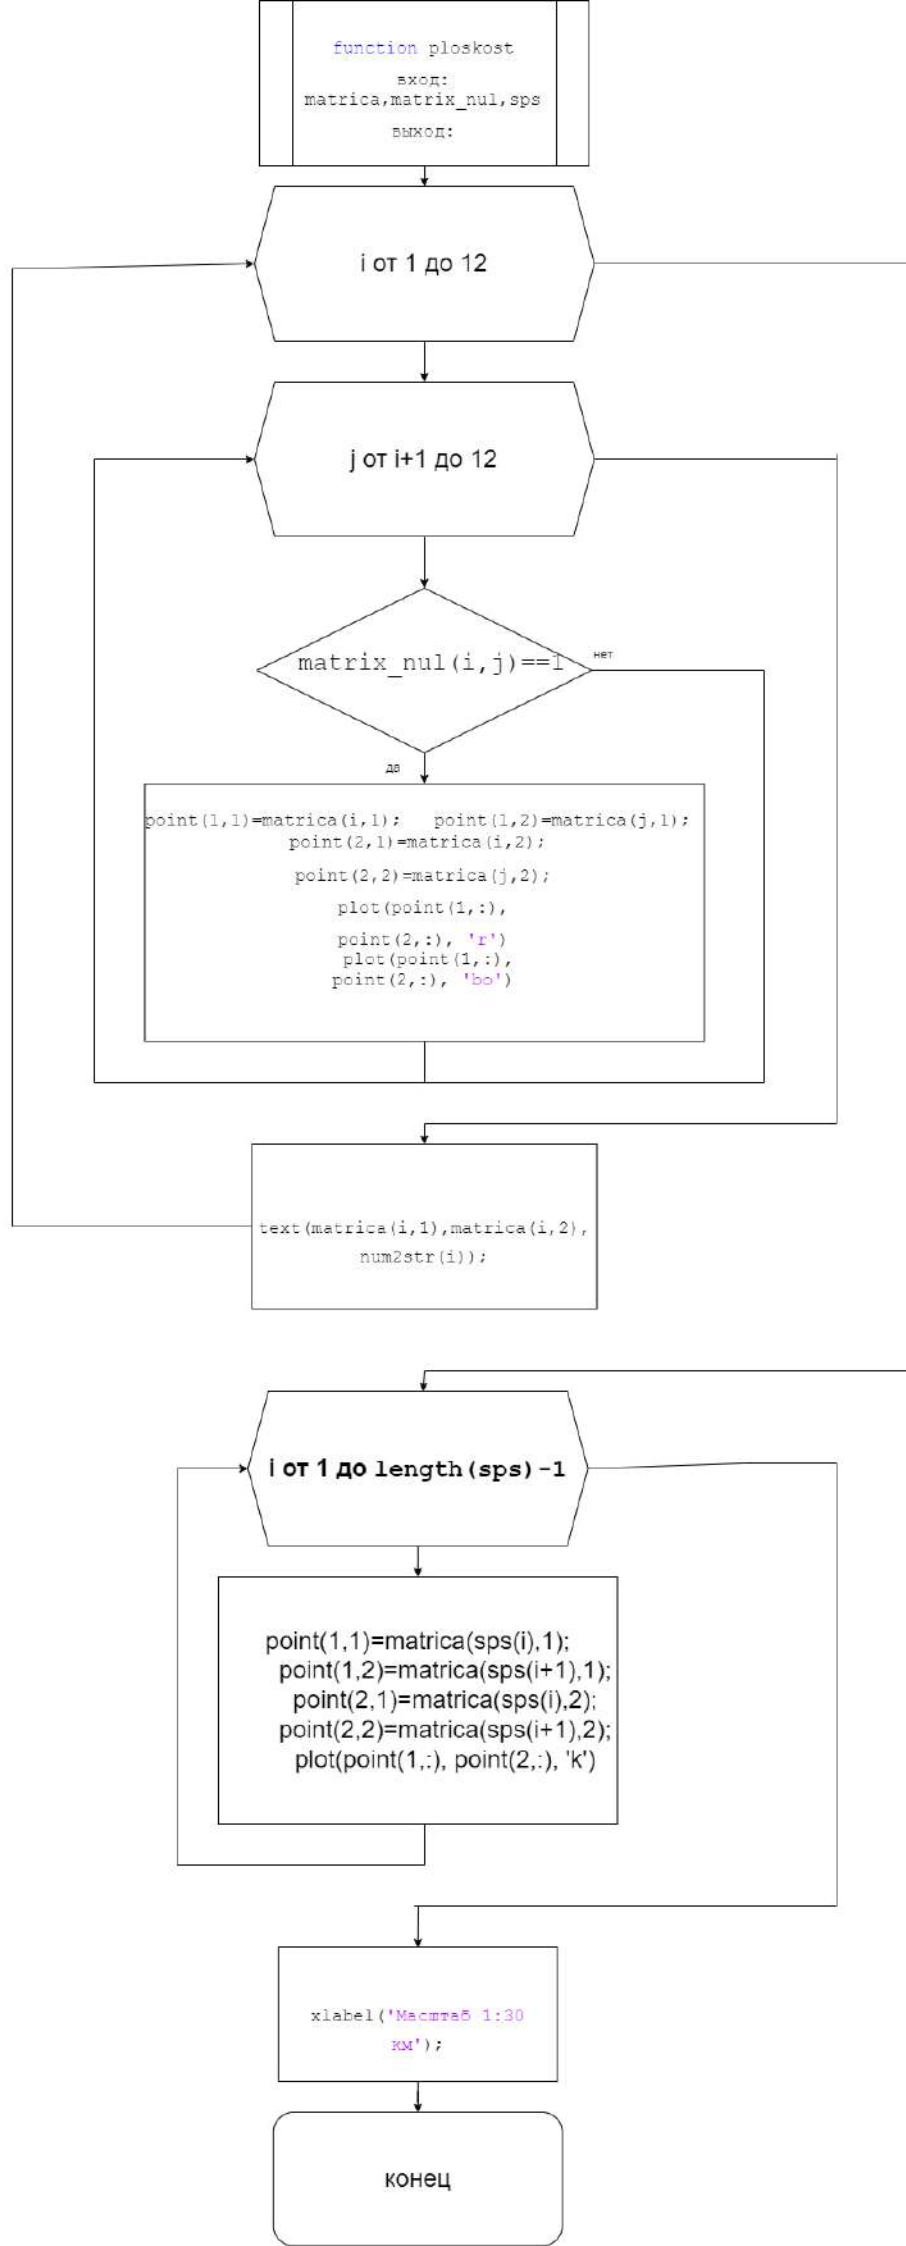 function ploskost
вход:
matrica,matrix_nul,sps
выход:
i от 1 до 12
j от i+1 до 12
matrix_nul(i,j)==1
нет
да
point(1,1)=matrica(i,1); point(1,2)=matrica(j,1);
point(2,1)=matrica(i,2);
point(2,2)=matrica(j,2);
plot(point(1,:),
point(2,:), 'r')
plot(point(1,:),
point(2,:), 'bo')
text(matrica(i,1),matrica(i,2),
num2str(i));
i от 1 до length(sps)-1
point(1,1)=matrica(sps(i),1);
point(1,2)=matrica(sps(i+1),1);
point(2,1)=matrica(sps(i),2);
point(2,2)=matrica(sps(i+1),2);
plot(point(1,:), point(2,:), 'k')
xlabel('Масштаб 1:30
км');
конец